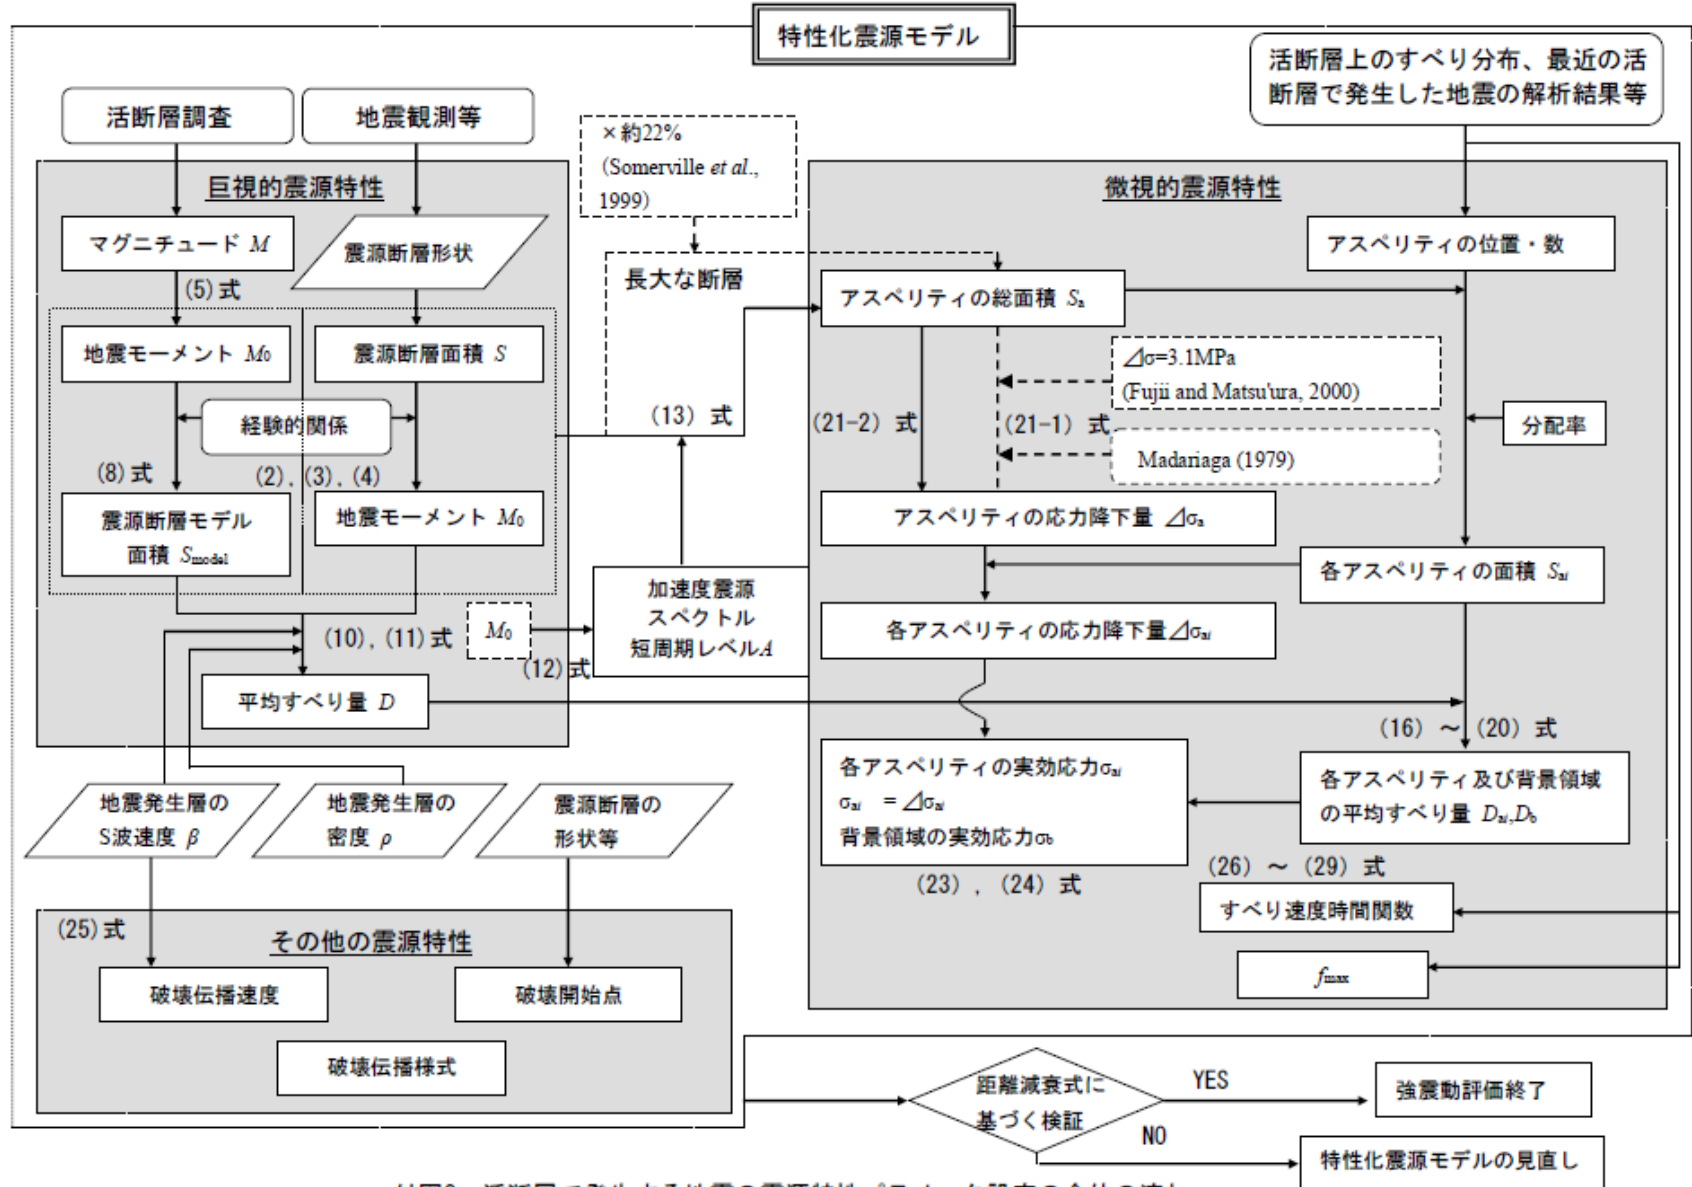 特性化震源モデル
活断層上のすべり分布、最近の活
断層で発生した地震の解析結果等
活断層調査
地震観測等
×約22%
(Somerville et al.,
1999)
巨視的震源特性
マグニチュード M
震源断層形状
(5)式
地震モーメント M0
震源断層面積 S
経験的関係
(8)式
(2), (3), (4)
震源断層モデル
面積 Smodel
地震モーメント M0
(10), (11)式
M0
(12)式
平均すべり量 D
長大な断層
(13) 式
加速度震源
スペクトル
短周期レベルA
微視的震源特性
アスペリティの位置・数
アスペリティの総面積 Sa
⊿σ=3.1MPa
(Fujii and Matsu'ura, 2000)
(21-2) 式
(21-1) 式
Madariaga (1979)
分配率
アスペリティの応力降下量 ⊿σa
各アスペリティの面積 Sai
各アスペリティの応力降下量⊿σai
(16) ～ (20) 式
各アスペリティの実効応力σai
σai =⊿σai
背景領域の実効応力σb
(23), (24) 式
各アスペリティ及び背景領域
の平均すべり量 Dai,Db
(26) ～ (29) 式
すべり速度時間関数
fmax
地震発生層の
S波速度 β
地震発生層の
密度 ρ
震源断層の
形状等
(25)式
その他の震源特性
破壊伝播速度
破壊開始点
破壊伝播様式
距離減衰式に
基づく検証
YES
強震動評価終了
NO
特性化震源モデルの見直し